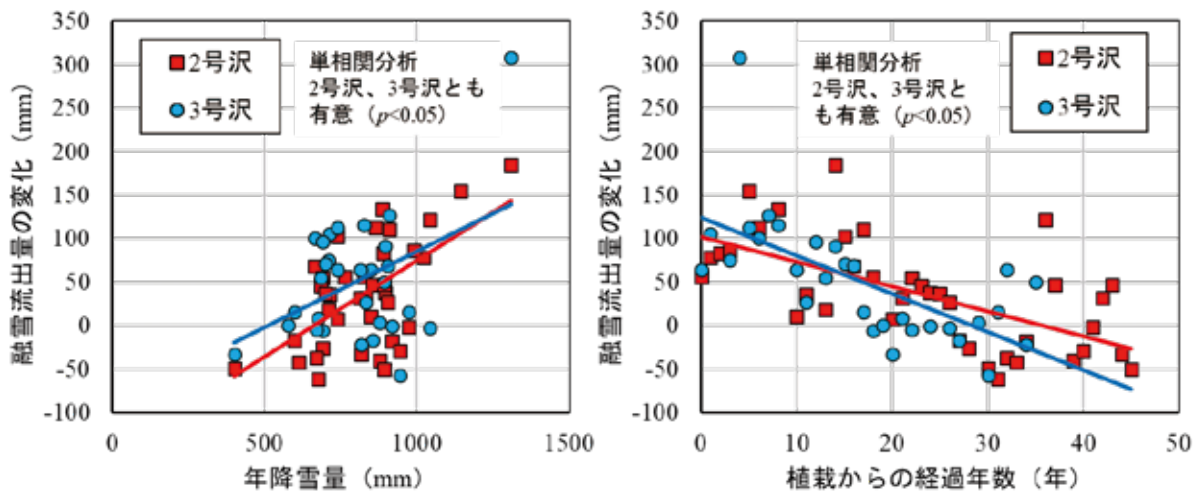 350
300
250
200
150
100
50
0
-50
-100
融雪流出量の変化（mm）
2号沢
3号沢
単相関分析
2号沢、3号沢とも
有意（p<0.05）
0
500
1000
1500
年降雪量（mm）
350
300
250
200
150
100
50
0
-50
-100
融雪流出量の変化（mm）
単相関分析
2号沢、3号沢と
も有意（p<0.05）
2号沢
3号沢
0
10
20
30
40
50
植栽からの経過年数（年）